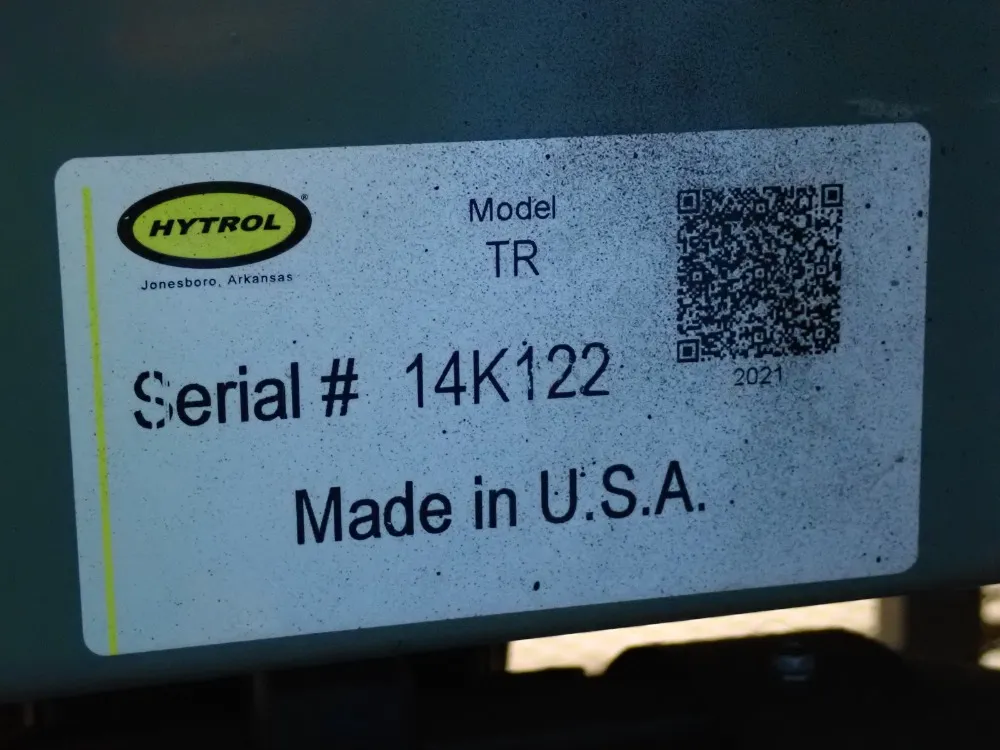 HYTROL®
Jonesboro, Arkansas
Model
TR
2021
Serial # 14K122
Made in U.S.A.